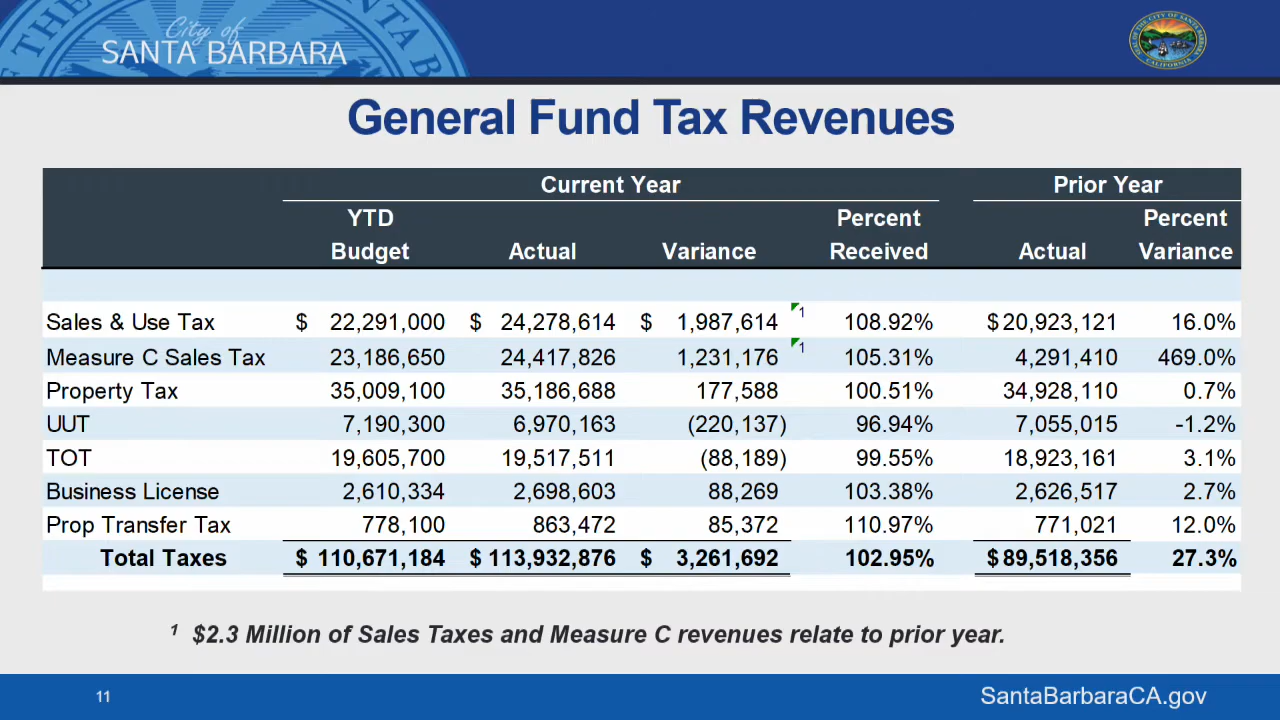 City of
SANTA BARBARA
General Fund Tax Revenues
Current Year Prior Year
YTD Percent Percent
Budget Actual Variance Received Actual Variance
Sales & Use Tax $ 22,291,000 $ 24,278,614 $ 1,987,614 1 108.92% $ 20,923,121 16.0%
Measure C Sales Tax 23,186,650 24,417,826 1,231,176 1 105.31% 4,291,410 469.0%
Property Tax 35,009,100 35,186,688 177,588 100.51% 34,928,110 0.7%
UUT 7,190,300 6,970,163 (220,137) 96.94% 7,055,015 -1.2%
TOT 19,605,700 19,517,511 (88,189) 99.55% 18,923,161 3.1%
Business License 2,610,334 2,698,603 88,269 103.38% 2,626,517 2.7%
Prop Transfer Tax 778,100 863,472 85,372 110.97% 771,021 12.0%
Total Taxes $ 110,671,184 $ 113,932,876 $ 3,261,692 102.95% $ 89,518,356 27.3%
1 $2.3 Million of Sales Taxes and Measure C revenues relate to prior year.
11 SantaBarbaraCA.gov